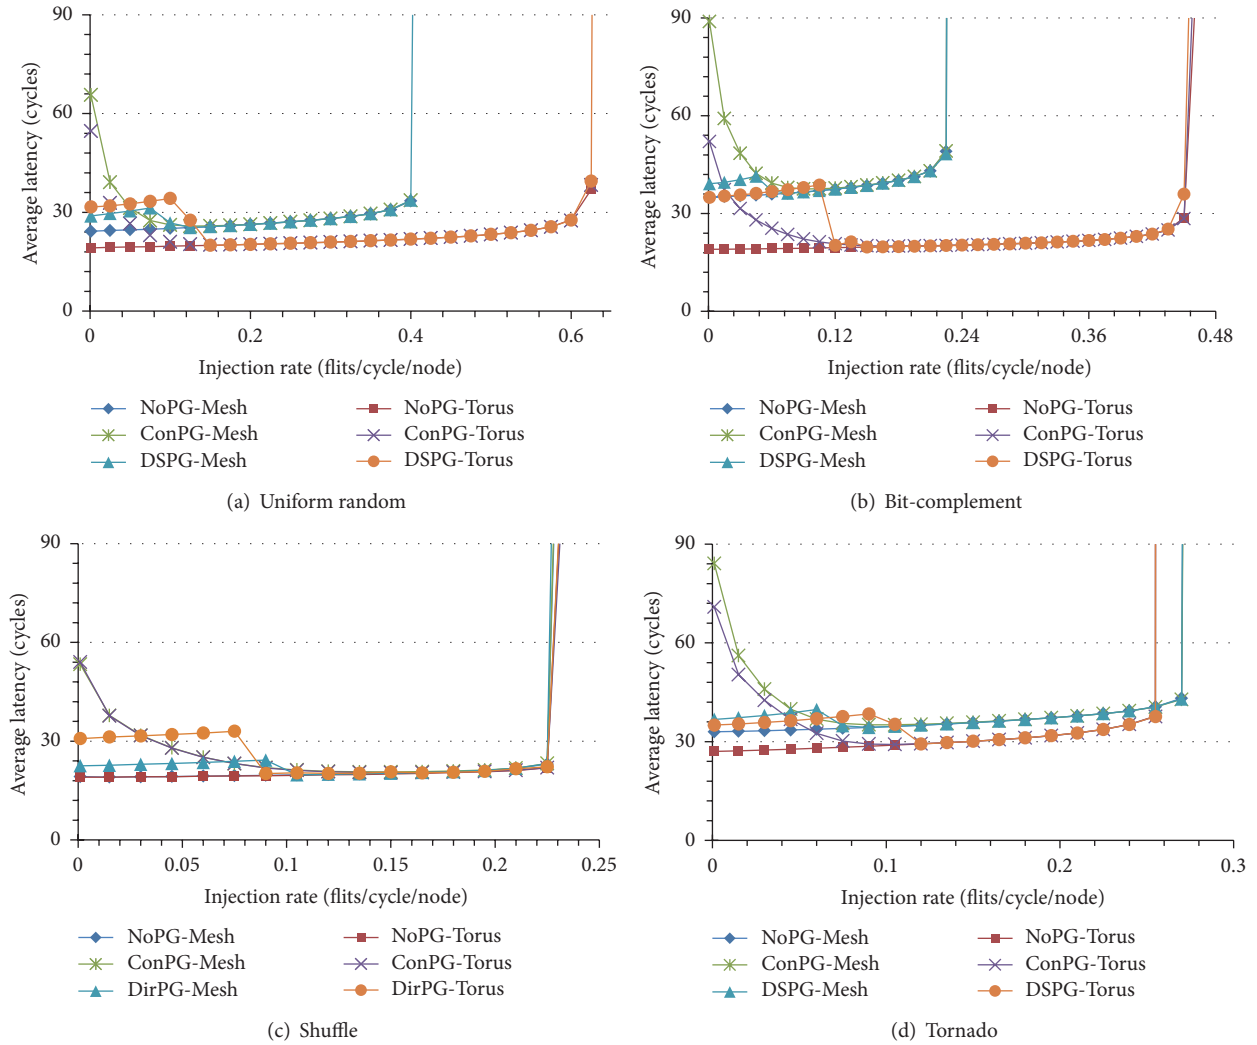 Average latency (cycles)
90
60
30
0
0
0.2
0.4
0.6
Injection rate (flits/cycle/node)
NoPG-Mesh
NoPG-Torus
ConPG-Mesh
ConPG-Torus
DSPG-Mesh
DSPG-Torus
(a) Uniform random
Average latency (cycles)
90
60
30
0
0
0.12
0.24
0.36
0.48
Injection rate (flits/cycle/node)
NoPG-Mesh
NoPG-Torus
ConPG-Mesh
ConPG-Torus
DSPG-Mesh
DSPG-Torus
(b) Bit-complement
Average latency (cycles)
90
60
30
0
0
0.05
0.1
0.15
0.2
0.25
Injection rate (flits/cycle/node)
NoPG-Mesh
NoPG-Torus
ConPG-Mesh
ConPG-Torus
DirPG-Mesh
DirPG-Torus
(c) Shuffle
Average latency (cycles)
90
60
30
0
0
0.1
0.2
0.3
Injection rate (flits/cycle/node)
NoPG-Mesh
NoPG-Torus
ConPG-Mesh
ConPG-Torus
DSPG-Mesh
DSPG-Torus
(d) Tornado